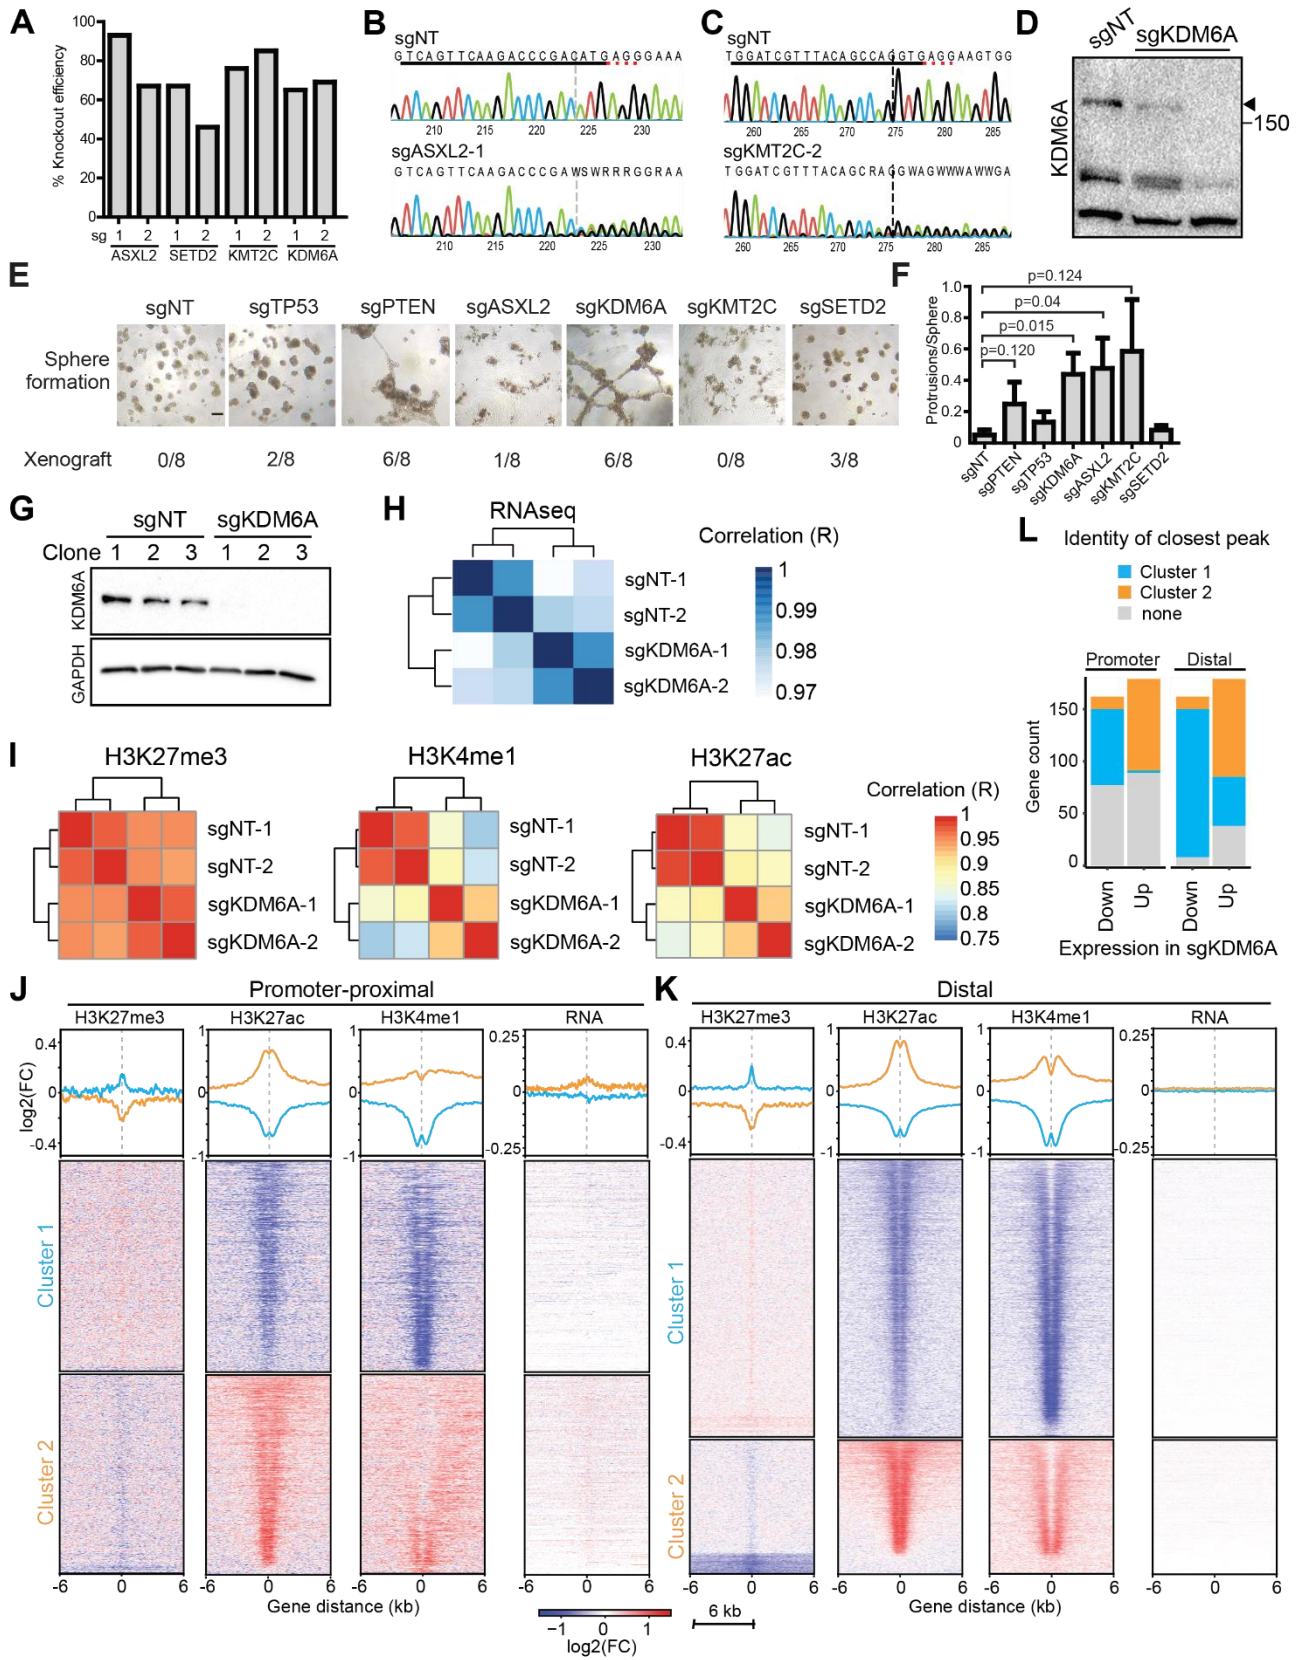 A
100
80
60
40
20
0
% Knockout efficiency
sg 1 2 1 2 1 2 1 2
ASXL2 SETD2 KMT2C KDM6A
B
sgNT
GTCAGTTCAAGACCCGACATGAGGGAAA
210 215 220 225 230
sgASXL2-1
GTCAGTTCAAGACCCGAWSWRRRGGRAA
210 215 220 225 230
C
sgNT
TGGATCGTTTACAGCCAGGTGAGGAAGTGG
260 265 270 275 280 285
sgKMT2C-2
TGGATCGTTTACAGCRAGGWAGWWWAWWGA
260 265 270 275 280 285
D
sgNT sgKDM6A
KDM6A
150
E
sgNT sgTP53 sgPTEN sgASXL2 sgKDM6A sgKMT2C sgSETD2
Sphere
formation
Xenograft 0/8 2/8 6/8 1/8 6/8 0/8 3/8
F
p=0.124
p=0.04
p=0.015
p=0.120
1.0
0.8
0.6
0.4
0.2
0
Protrusions/Sphere
sgNT sgPTEN sgTP53 sgKDM6A sgASXL2 sgKMT2C sgSETD2
G
sgNT sgKDM6A
Clone 1 2 3 1 2 3
KDM6A
GAPDH
H
RNAseq
Correlation (R)
sgNT-1
sgNT-2
sgKDM6A-1
sgKDM6A-2
1
0.99
0.98
0.97
I
H3K27me3 H3K4me1 H3K27ac
sgNT-1 sgNT-1 sgNT-1
sgNT-2 sgNT-2 sgNT-2
sgKDM6A-1 sgKDM6A-1 sgKDM6A-1
sgKDM6A-2 sgKDM6A-2 sgKDM6A-2
Correlation (R)
1
0.95
0.9
0.85
0.8
0.75
L
Identity of closest peak
Cluster 1
Cluster 2
none
Promoter Distal
150
100
50
0
Gene count
Down Up Down Up
Expression in sgKDM6A
J
Promoter-proximal
H3K27me3 H3K27ac H3K4me1 RNA
0.4
0
-0.4
log2(FC)
1
0
-1
0.25
0
-0.25
Cluster 1
Cluster 2
-6 0 6 0 6 0 6 -6 0 6
Gene distance (kb)
K
Distal
H3K27me3 H3K27ac H3K4me1 RNA
0.4
0
-0.4
1
0
-1
0.25
0
-0.25
Cluster 1
Cluster 2
-6 0 6 -6 0 6 -6 0 6 -6 0 6
Gene distance (kb)
−1 0 1
log2(FC)
6 kb